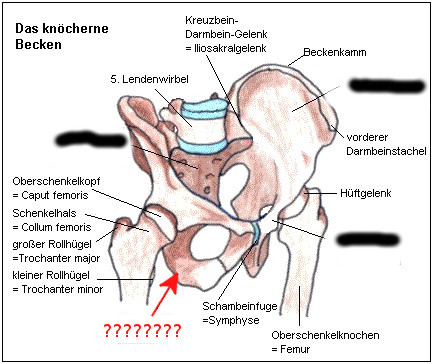 Das knöcherne
Becken
Kreuzbein-
Darmbein-Gelenk
= Iliosakralgelenk
Beckenkamm
5. Lendenwirbel
vorderer
Darmbeinstachel
Oberschenkelkopf
= Caput femoris
Hüftgelenk
Schenkelhals
= Collum femoris
großer Rollhügel
=Trochanter major
kleiner Rollhügel
= Trochanter minor
Schambeinfuge
=Symphyse
????????
Oberschenkelknochen
= Femur